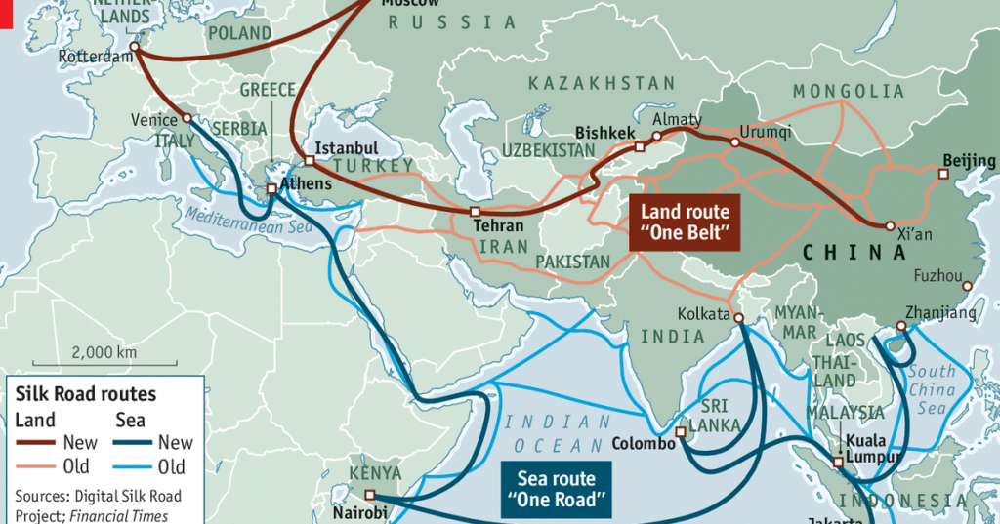 NETHER-
LANDS
Moscow
RUSSIA
POLAND
Rotterdam
GREECE
KAZAKHSTAN
MONGOLIA
Venice
ITALY
SERBIA
Bishkek
Almaty
Urumqi
UZBEKISTAN
Istanbul
TURKEY
Beijing
Athens
Mediterranean Sea
Tehran
IRAN
Land route
“One Belt”
Xi’an
CHINA
PAKISTAN
Fuzhou
Kolkata
INDIA
MYAN-
MAR
Zhanjiang
LAOS
THAI-
LAND
South
China
Sea
2,000 km
Silk Road routes
Land Sea
New New
Old Old
Sources: Digital Silk Road
Project; Financial Times
INDIAN
OCEAN
SRI
LANKA
Colombo
MALAYSIA
Kuala
Lumpur
KENYA
Nairobi
Sea route
“One Road”
INDONESIA
Jakarta